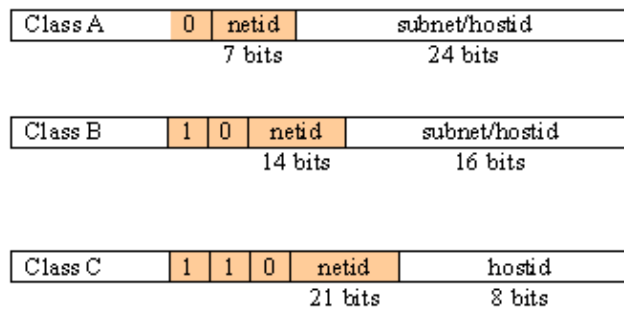 Class A 0 netid subnet/hostid
7 bits 24 bits
Class B 1 0 netid subnet/hostid
14 bits 16 bits
Class C 1 1 0 netid hostid
21 bits 8 bits